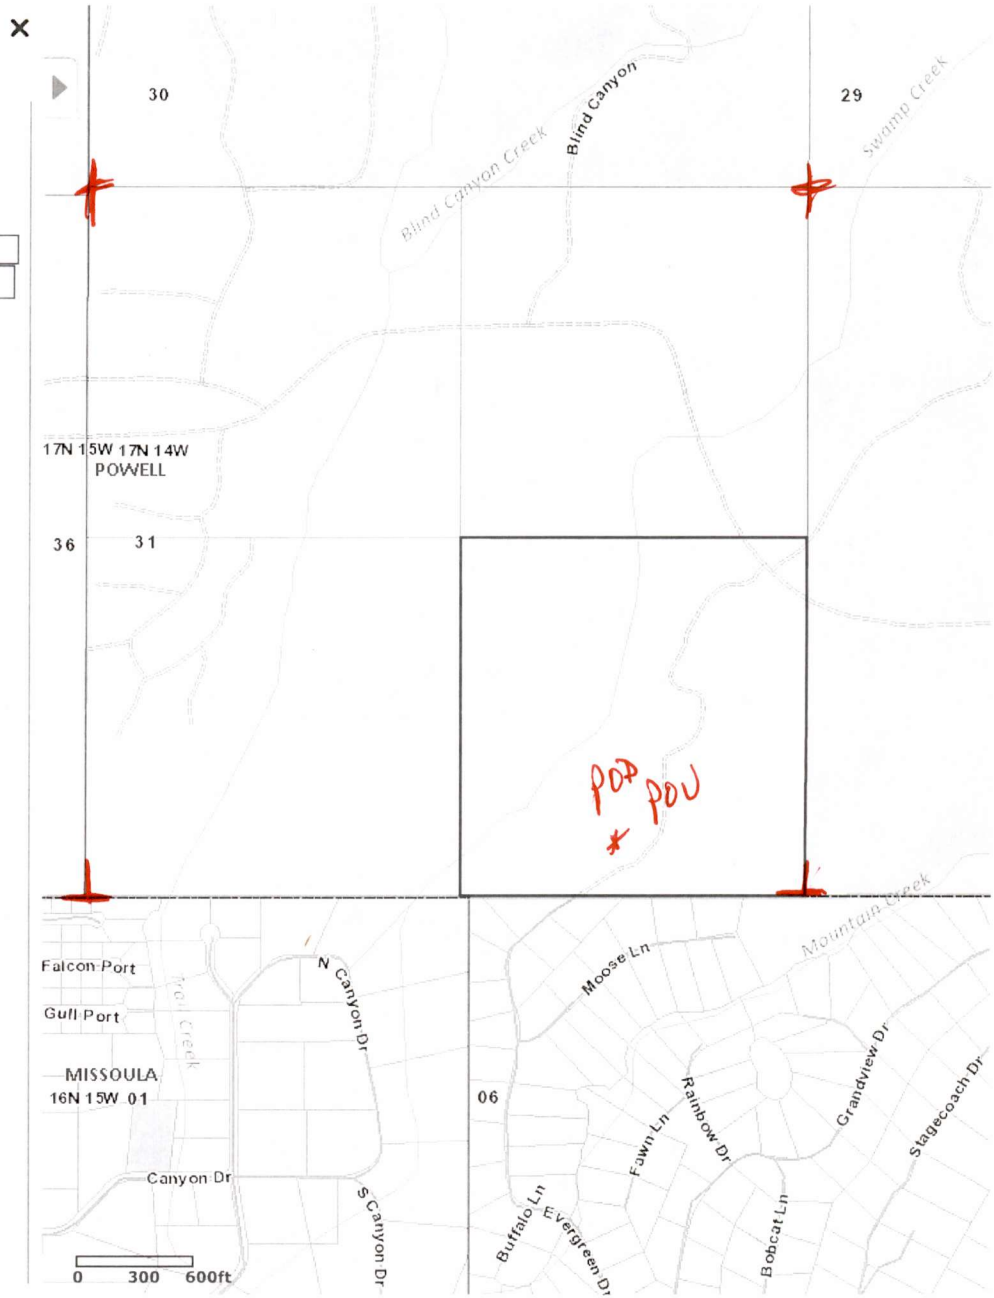 ×
30
29
Blind Canyon
Swamp Creek
Blind Canyon Creek
17N 15W 17N 14W
POWELL
36
31
POD
POU
*
Mountain Creek
Falcon Port
Moose Ln
N Canyon Dr
Gull Port
Trail Creek
MISSOULA
16N 15W 01
06
Grandview Dr
Rainbow Dr
Stagecoach Dr
Fawn Ln
Canyon Dr
S Canyon Dr
Buffalo Ln
Evergreen Dr
Bobcat Ln
0 300 600ft